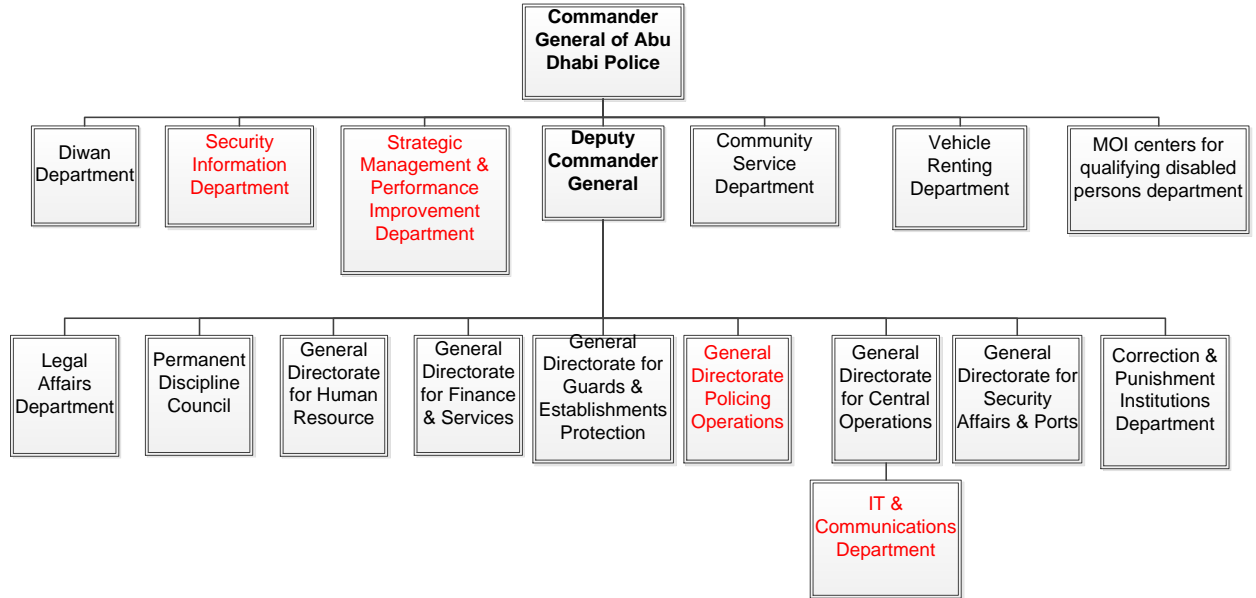 Commander
General of Abu
Dhabi Police
Diwan
Department
Security
Information
Department
Strategic
Management &
Performance
Improvement
Department
Deputy
Commander
General
Community
Service
Department
Vehicle
Renting
Department
MOI centers for
qualifying disabled
persons department
Legal
Affairs
Department
Permanent
Discipline
Council
General
Directorate
for Human
Resource
General
Directorate
for Finance
& Services
General
Directorate for
Guards &
Establishments
Protection
General
Directorate
Policing
Operations
General
Directorate
for Central
Operations
General
Directorate for
Security
Affairs & Ports
Correction &
Punishment
Institutions
Department
IT &
Communications
Department